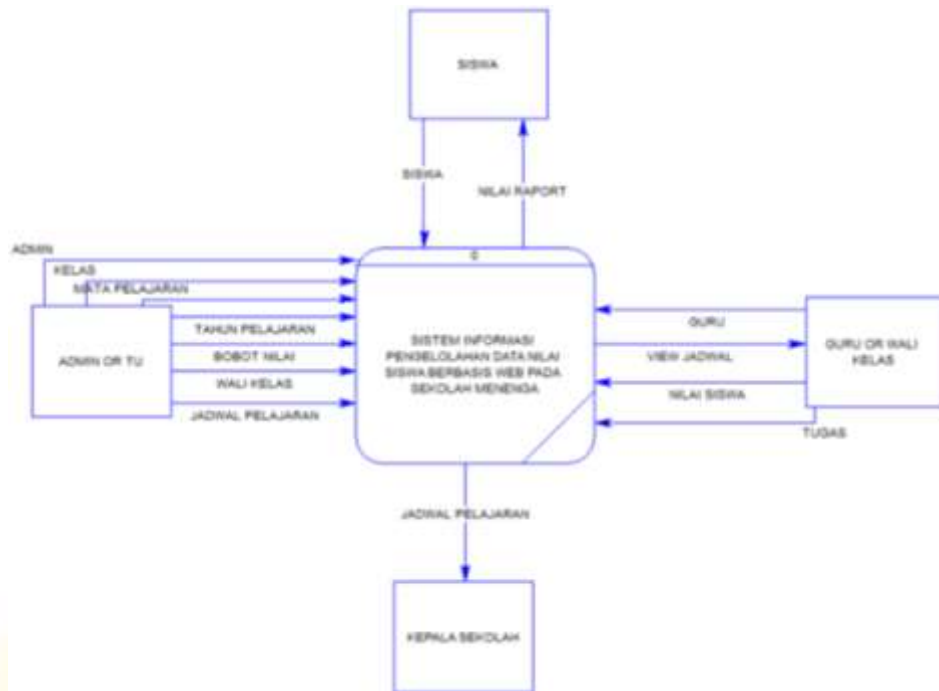 SISWA
SISWA
NILAI RAPORT
ADMIN
KELAS
MATA PELAJARAN
TAHUN PELAJARAN
BOBOT NILAI
WALI KELAS
JADWAL PELAJARAN
ADMIN OR TU
0
SISTEM INFORMASI
PENGELOLAHAN DATA NILAI
SISWA BERBASIS WEB PADA
SEKOLAH MENENGA
GURU
VIEW JADWAL
NILAI SISWA
TUGAS
GURU OR WALI
KELAS
JADWAL PELAJARAN
KEPALA SEKOLAH